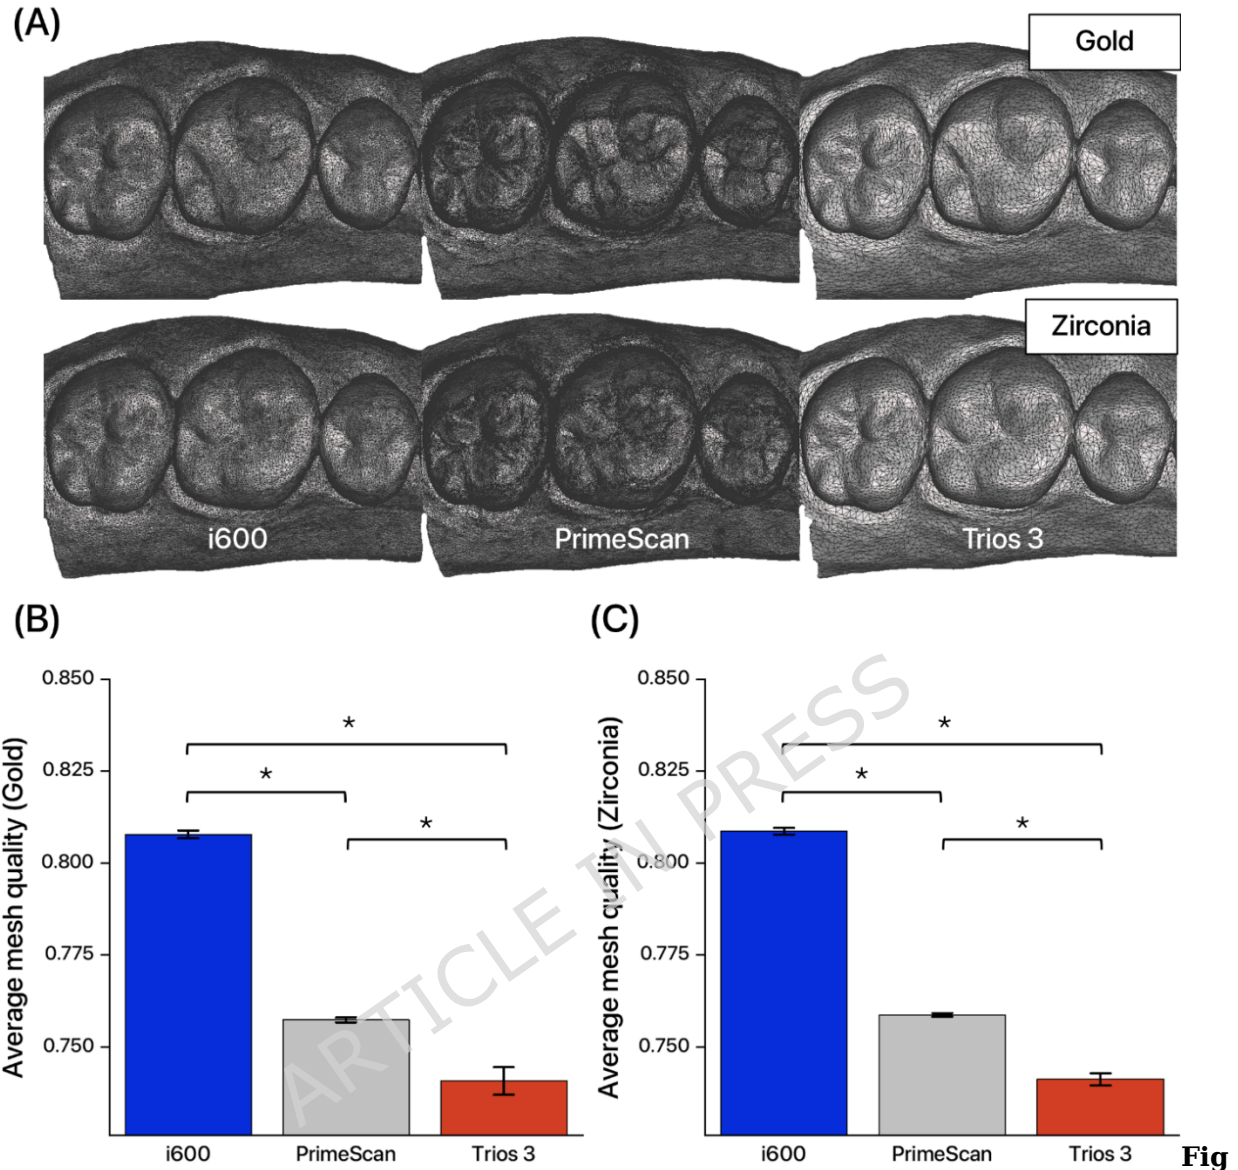 (A)
Gold
Zirconia
i600
PrimeScan
Trios 3
(B)
(C)
Average mesh quality (Gold)
0.850
0.825
0.800
0.775
0.750
*
*
*
i600
PrimeScan
Trios 3
Average mesh quality (Zirconia)
0.850
0.825
0.800
0.775
0.750
*
*
*
i600
PrimeScan
Trios 3
ARTICLE IN PRESS
Fig